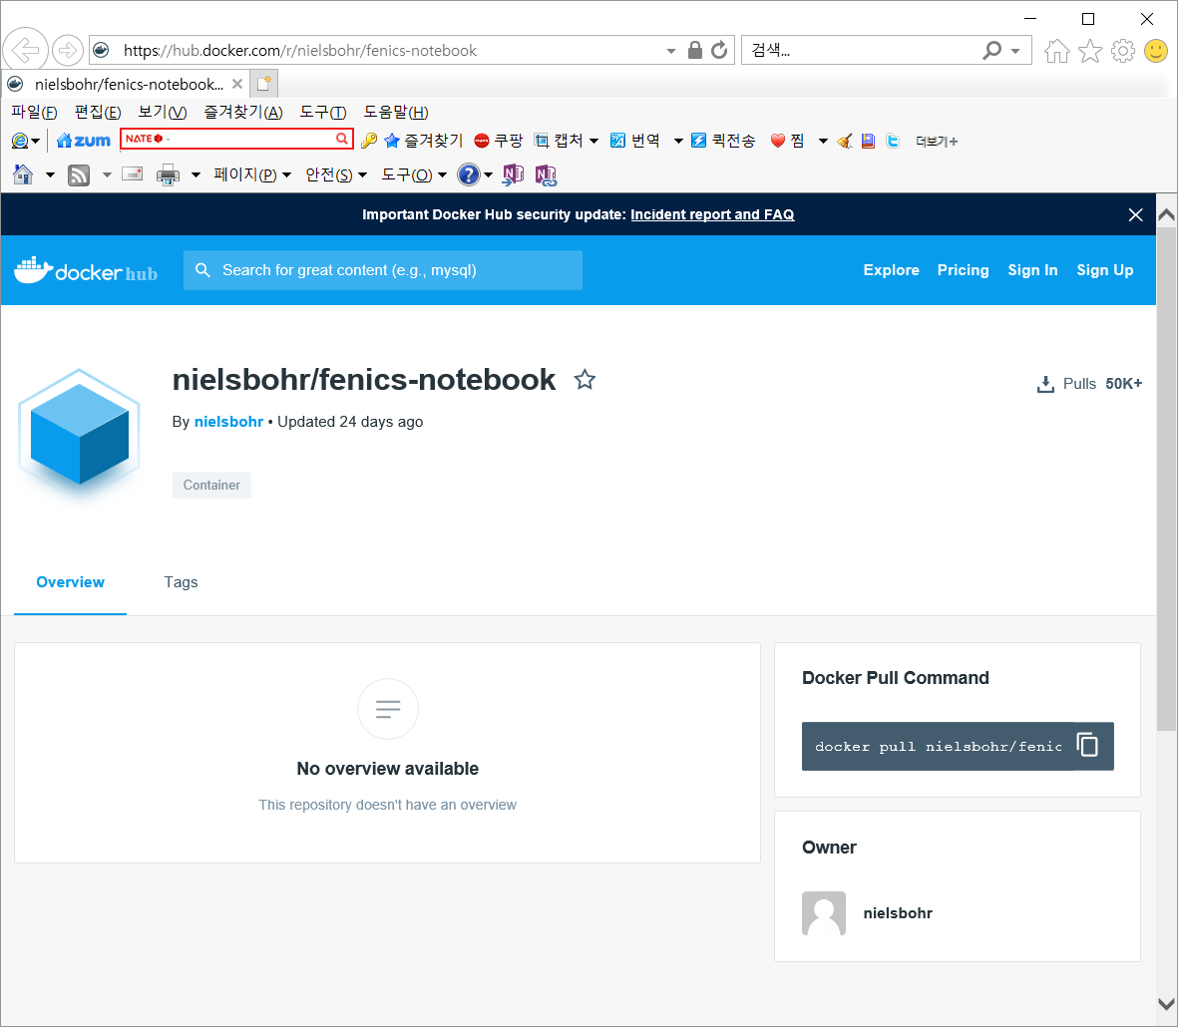 https://hub.docker.com/r/nielsbohr/fenics-notebook
검색...
nielsbohr/fenics-notebook...
파일(F) 편집(E) 보기(V) 즐겨찾기(A) 도구(T) 도움말(H)
zum NATE 즐겨찾기 쿠팡 캡처 번역 퀵전송 찜 더보기+
페이지(P) 안전(S) 도구(O)
Important Docker Hub security update: Incident report and FAQ
docker hub
Search for great content (e.g., mysql)
Explore Pricing Sign In Sign Up
nielsbohr/fenics-notebook
Pulls 50K+
By nielsbohr • Updated 24 days ago
Container
Overview Tags
No overview available
This repository doesn't have an overview
Docker Pull Command
docker pull nielsbohr/fenic
Owner
nielsbohr